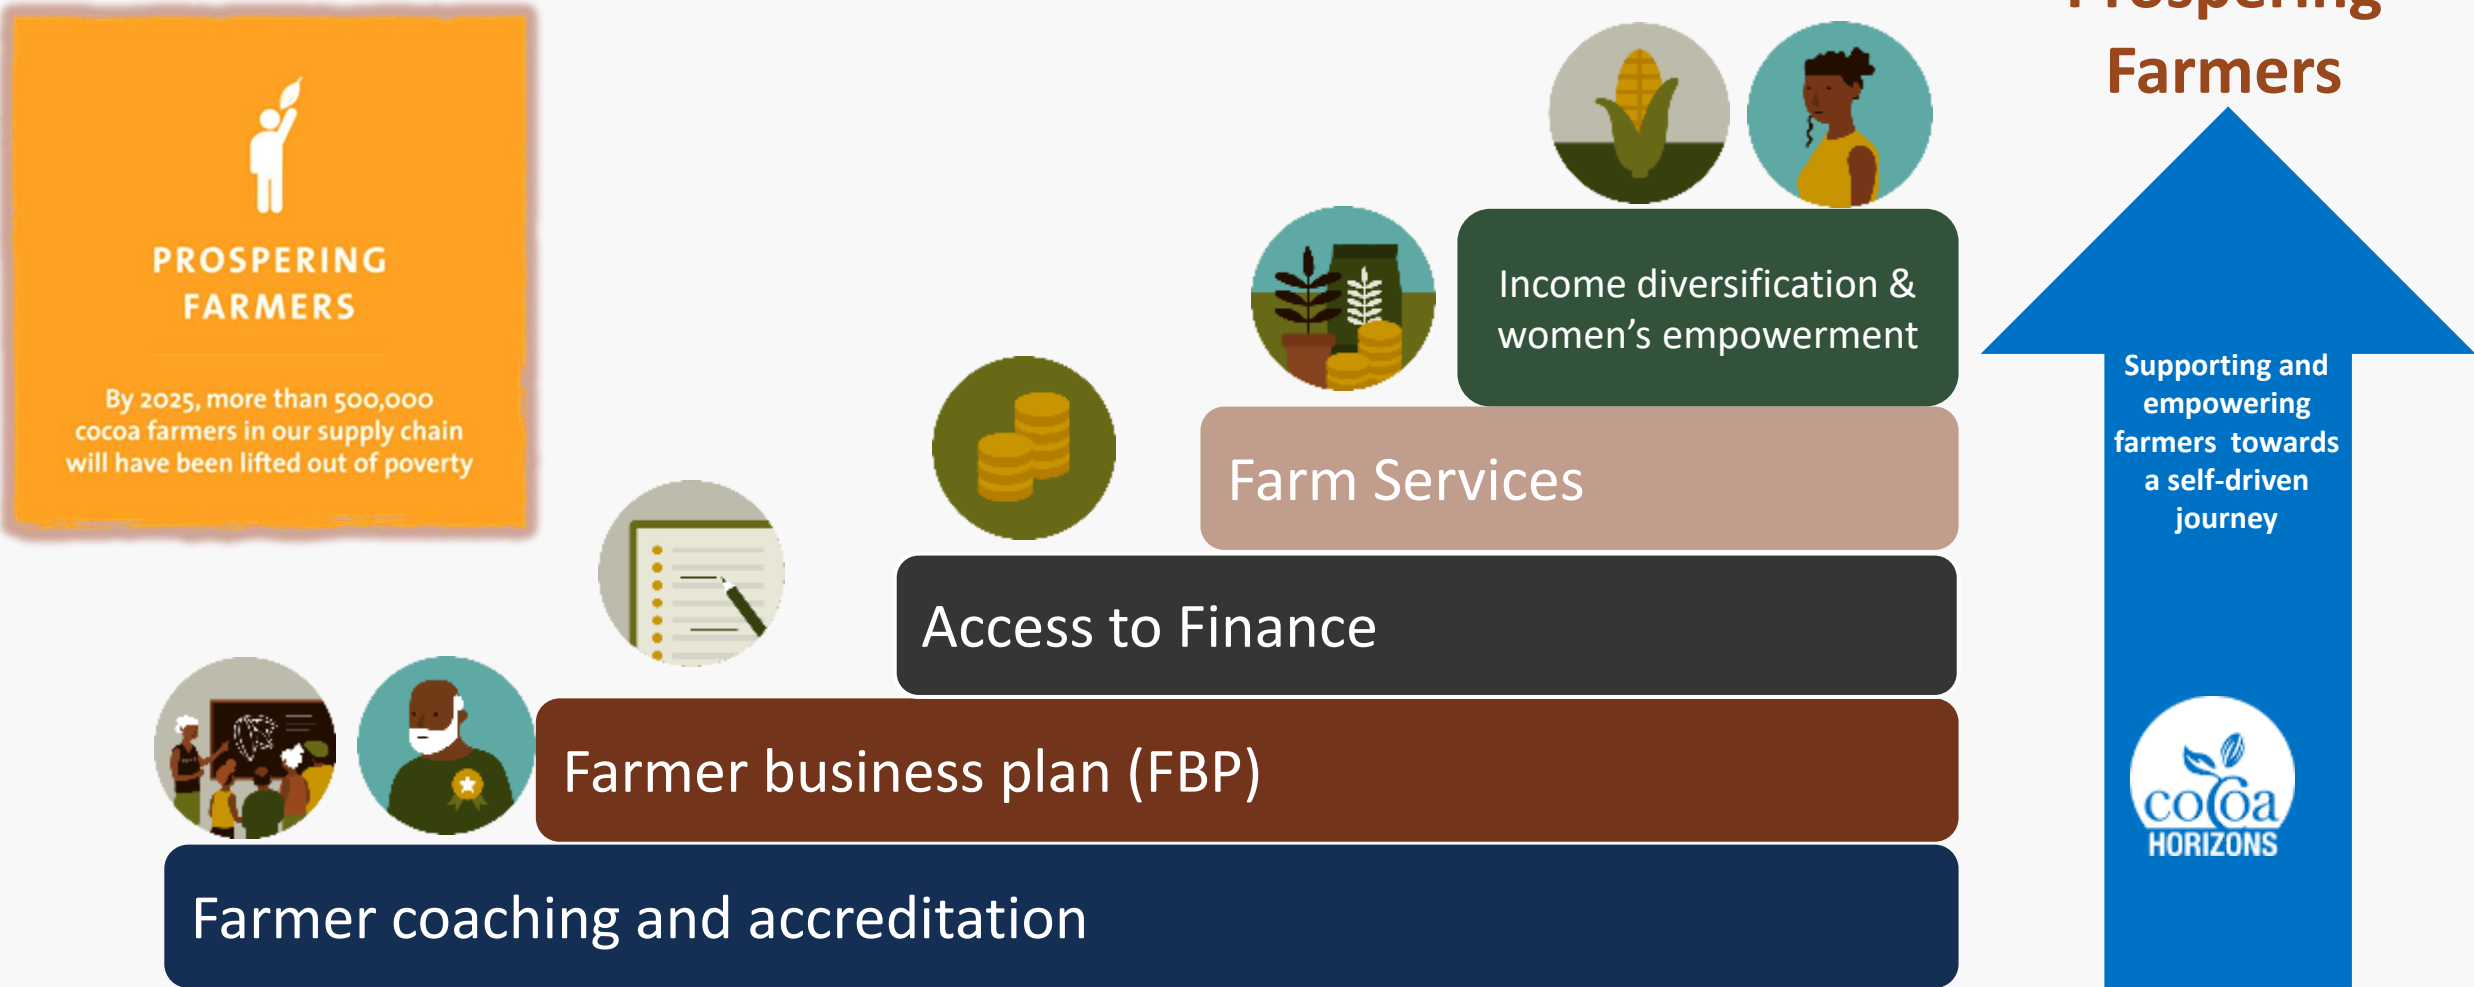 PROSPERING
FARMERS
By 2025, more than 500,000
cocoa farmers in our supply chain
will have been lifted out of poverty
Prospering
Farmers
Income diversification &
women’s empowerment
Farm Services
Access to Finance
Farmer business plan (FBP)
Farmer coaching and accreditation
Supporting and
empowering
farmers towards
a self-driven
journey
cocoa
HORIZONS